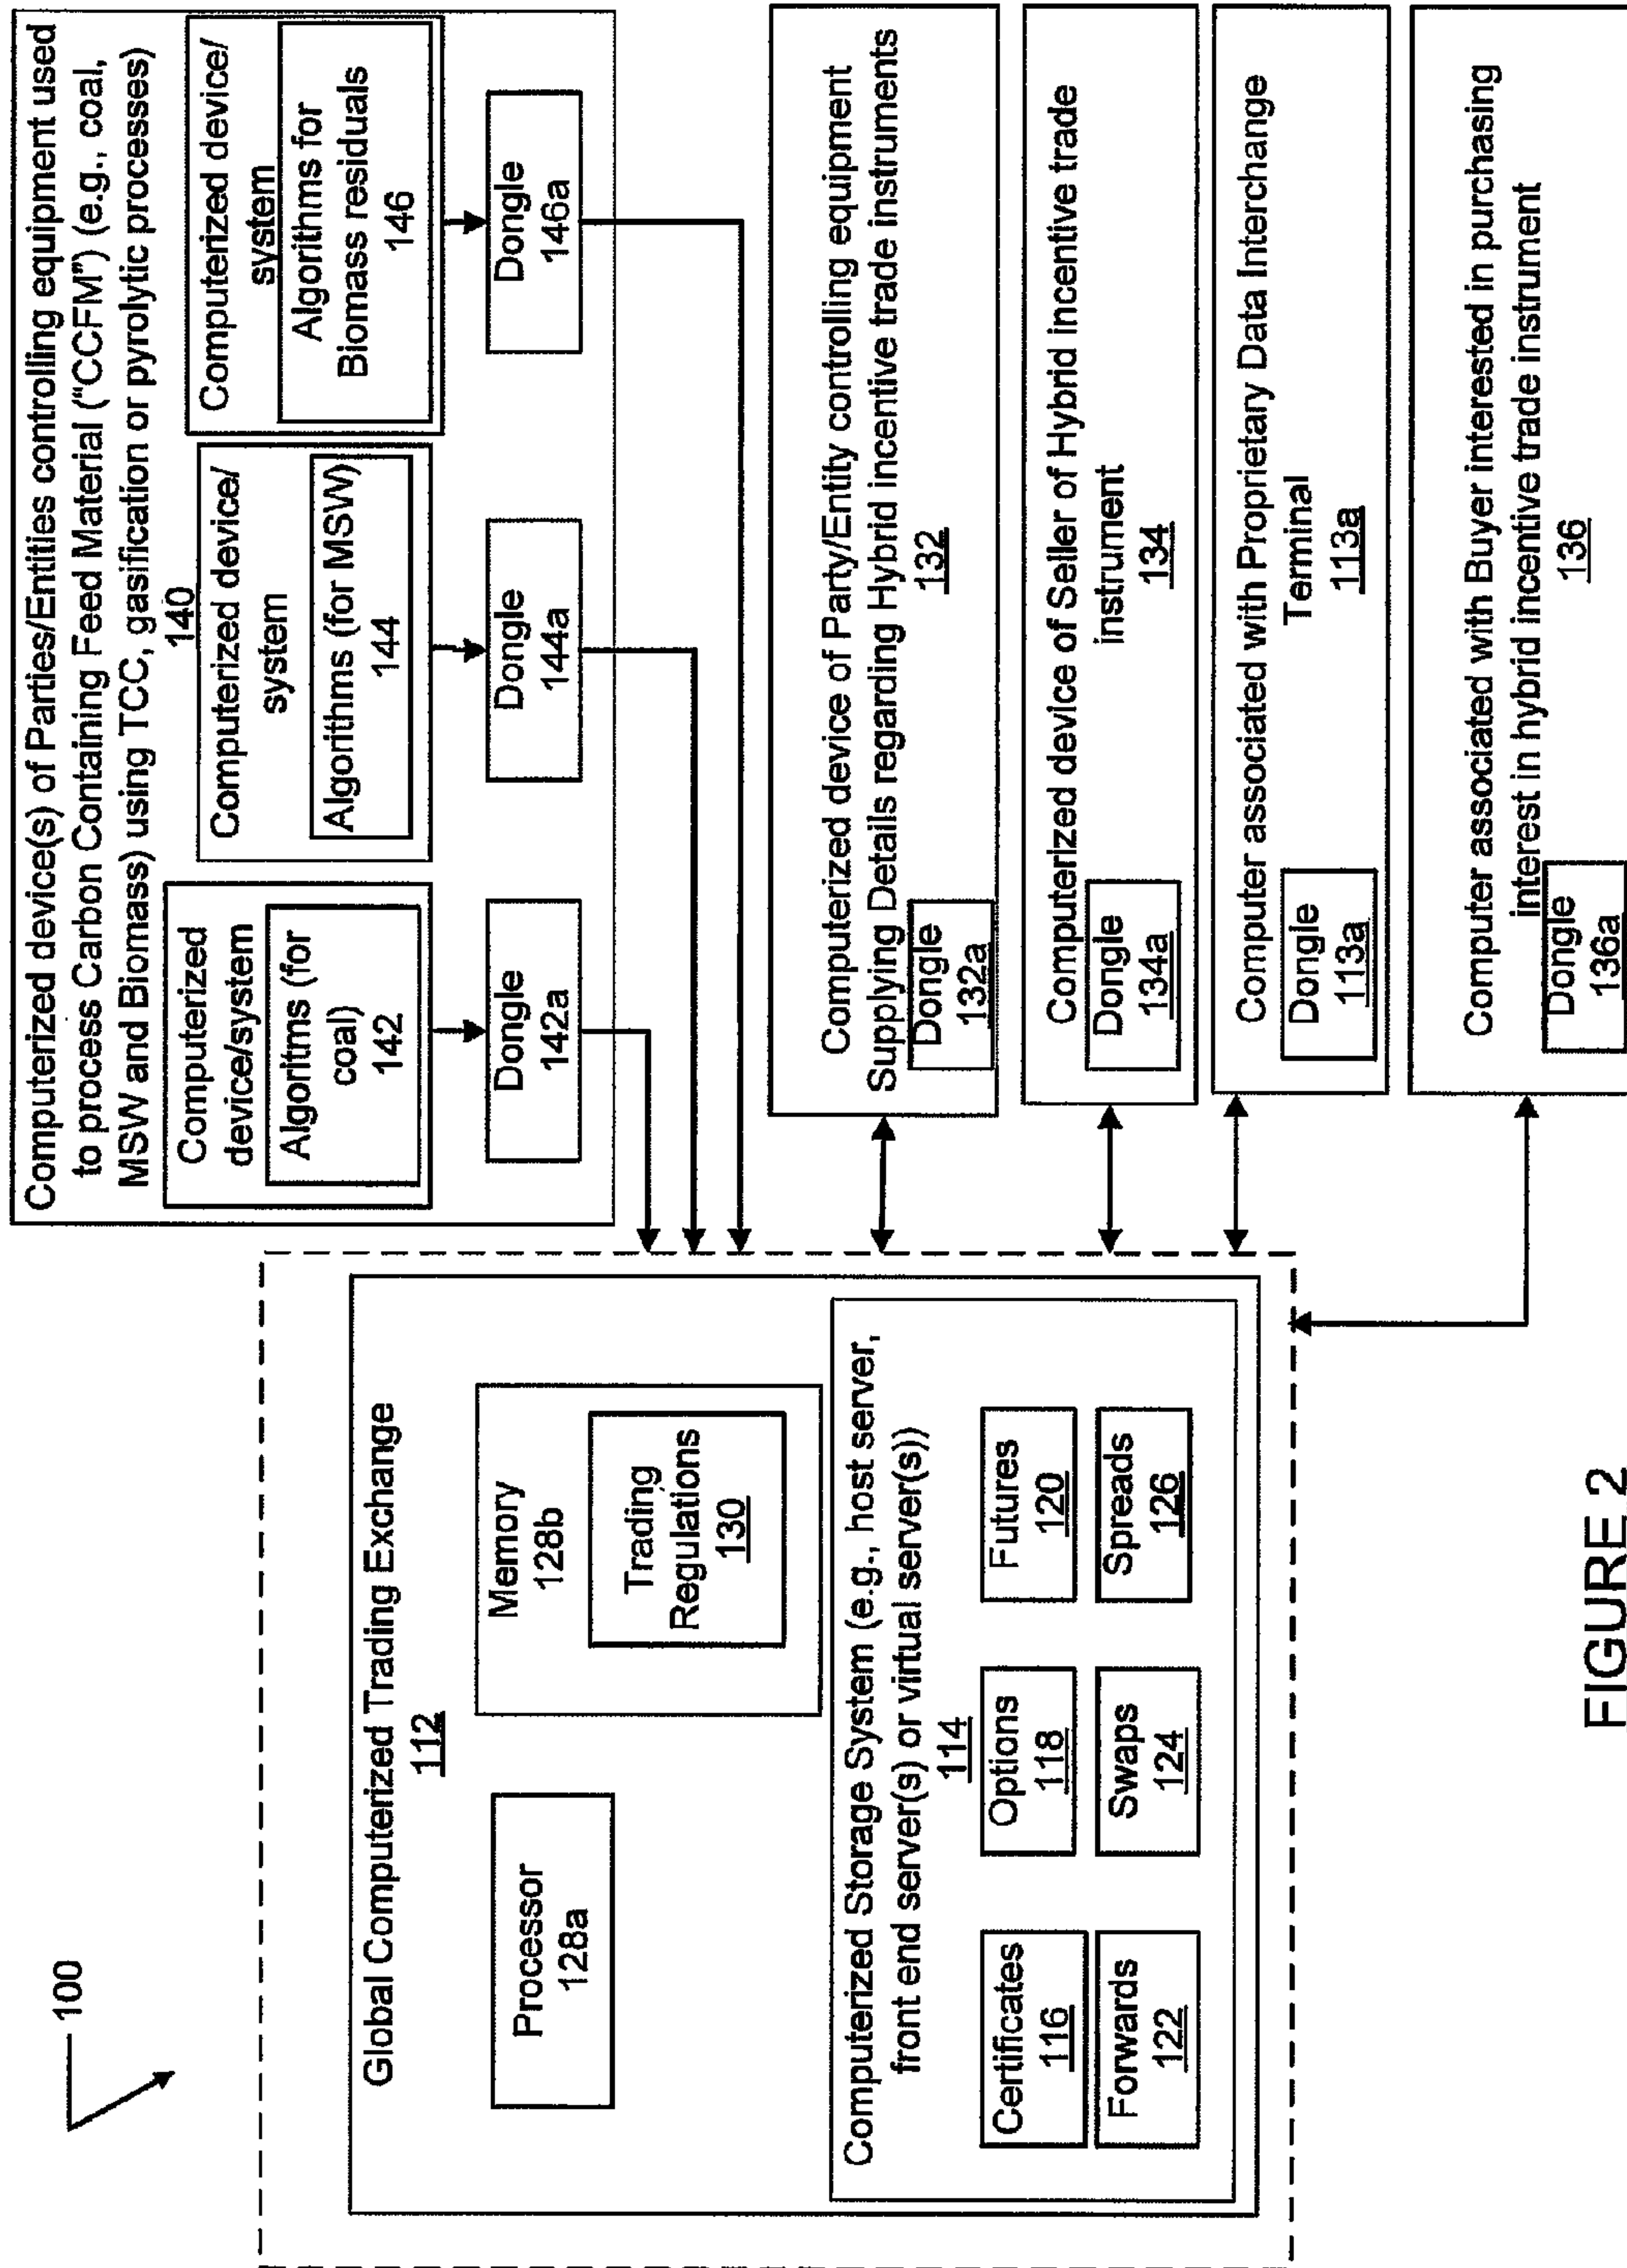 100
Global Computerized Trading Exchange
112
Processor
128a
Memory
128b
Trading
Regulations
130
Computerized Storage System (e.g., host server,
front end server(s) or virtual server(s))
114
Certificates
116
Options
118
Futures
120
Forwards
122
Swaps
124
Spreads
126
Computerized device(s) of Parties/Entities controlling equipment used
to process Carbon Containing Feed Material ("CCFM") (e.g., coal,
MSW and Biomass) using TCC, gasification or pyrolytic processes)
140
Computerized
device/system
Algoritms (for
coal)
142
Dongle
142a
Computerized device/
system
Algorithms (for MSW)
144
Dongle
144a
Computerized device/
system
Algorithms for
Biomass residuals
146
Dongle
146a
Computerized device of Party/Entity controlling equipment
Supplying Details regarding Hybrid incentive trade instruments
132
Dongle
132a
Computerized device of Seller of Hybrid incentive trade
instrument
134
Dongle
134a
Computer associated with Proprietary Data Interchange
Terminal
113a
Dongle
113a
Computer associated with Buyer interested in purchasing
interest in hybrid incentive trade instrument
136
Dongle
136a
FIGURE 2